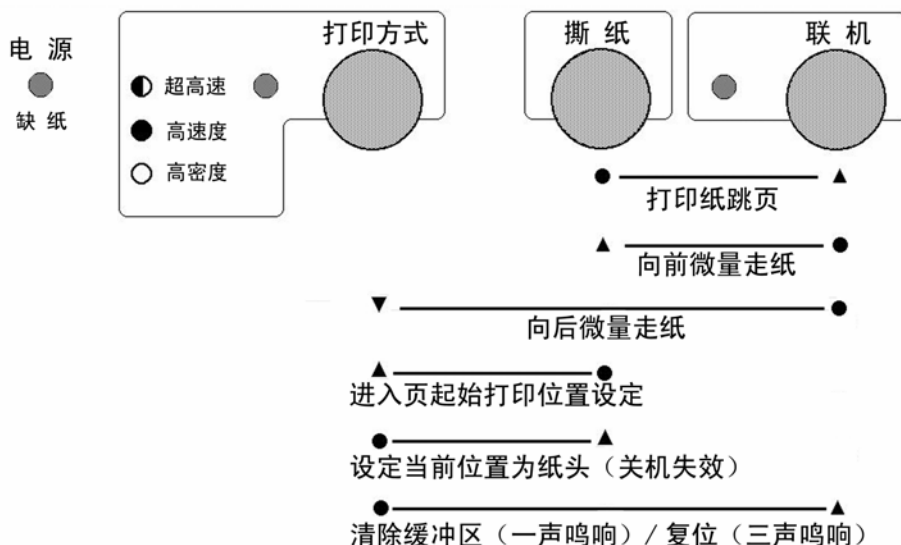 打印方式
撕 纸
联 机
电 源
缺 纸
超高速
高速度
高密度
打印纸跳页
向前微量走纸
向后微量走纸
进入页起始打印位置设定
设定当前位置为纸头（关机失效）
清除缓冲区（一声鸣响）/ 复位（三声鸣响）